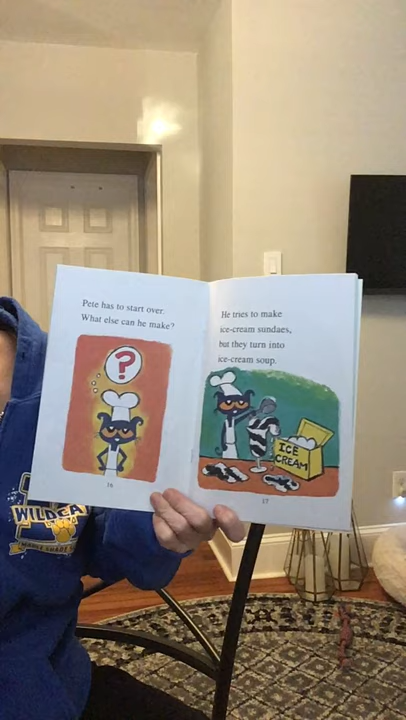 Pete has to start over.
What else can he make?
?
16
He tries to make
ice-cream sundaes,
but they turn into
ice-cream soup.
ICE
CREAM
17
WILDCA